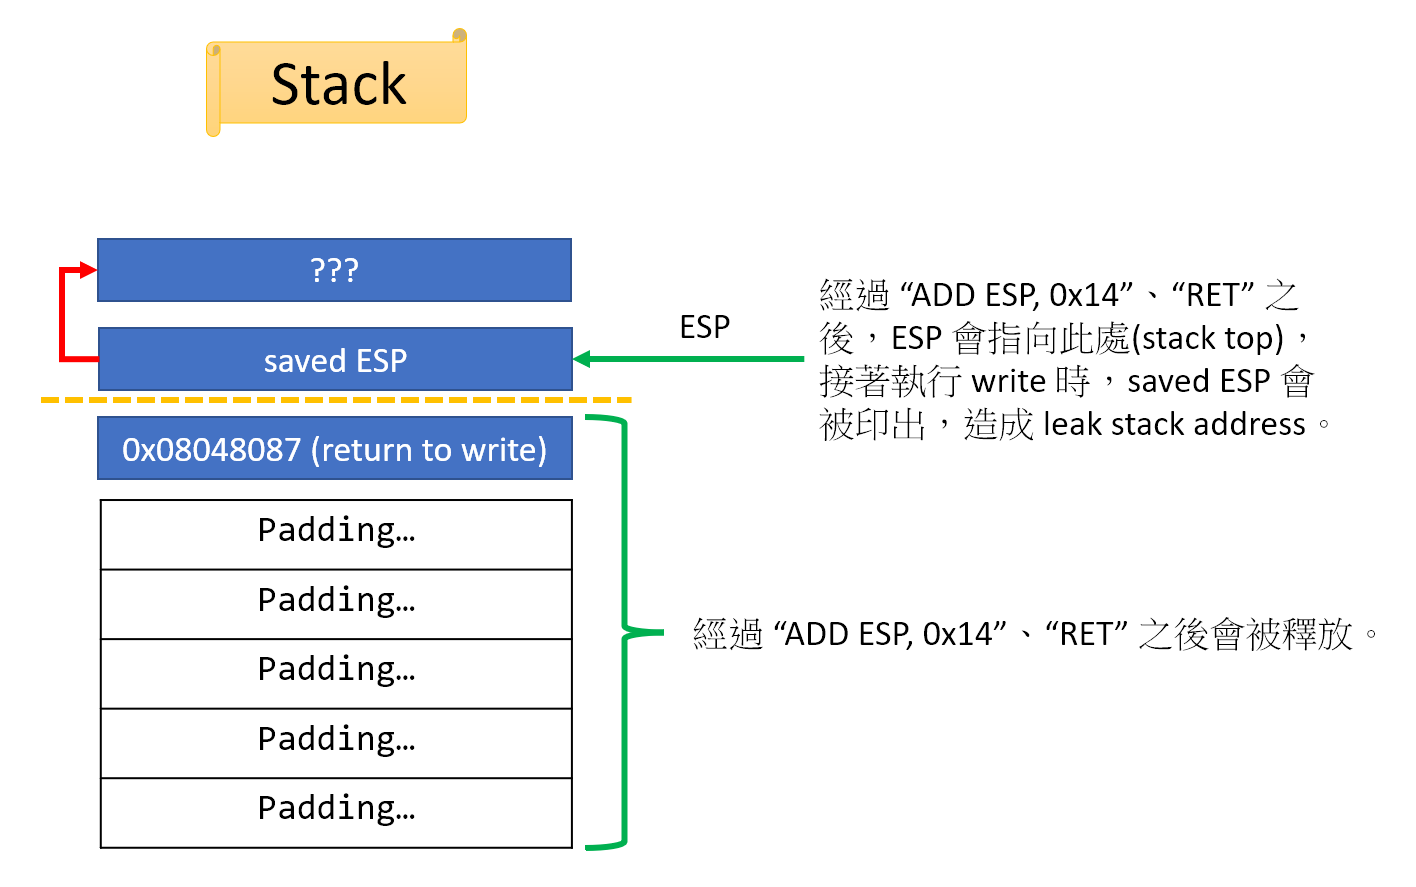 Stack
???
saved ESP
ESP
經過 “ADD ESP, 0x14”、“RET” 之
後，ESP 會指向此處(stack top)，
接著執行 write 時，saved ESP 會
被印出，造成 leak stack address。
0x08048087 (return to write)
Padding…
Padding…
Padding…
Padding…
Padding…
經過 “ADD ESP, 0x14”、“RET” 之後會被釋放。